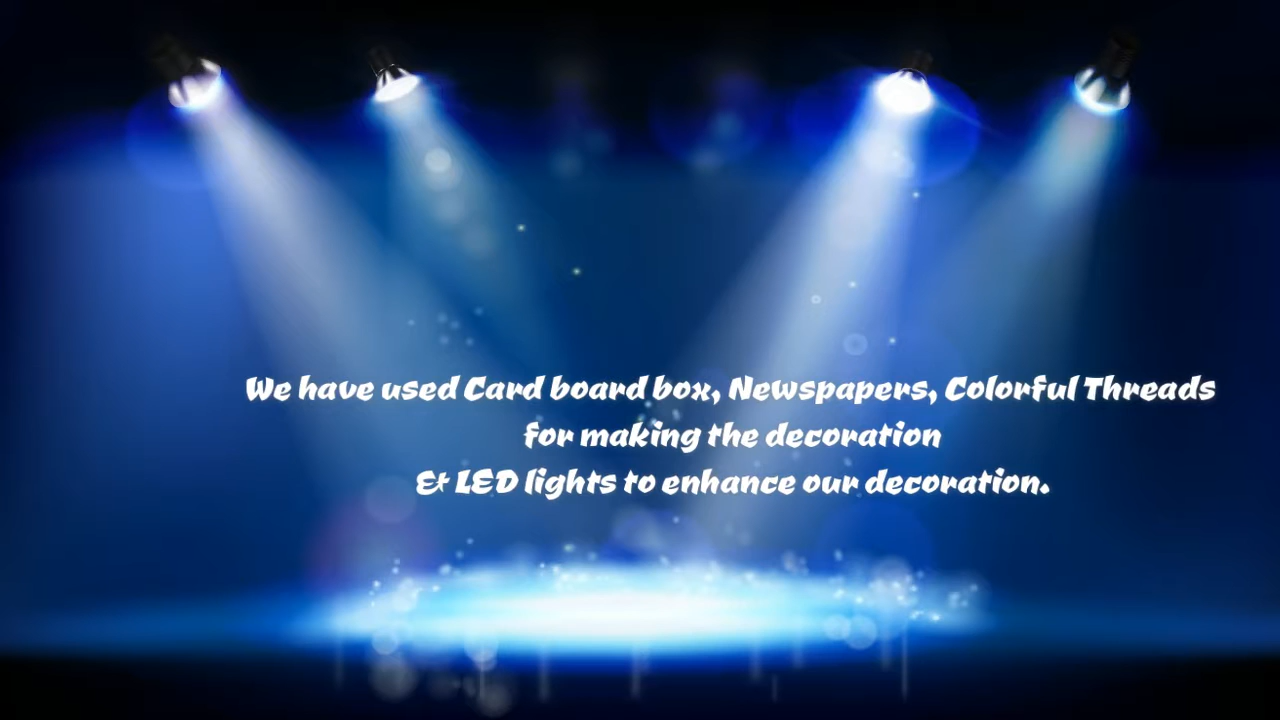 We have used Card board box, Newspapers, Colorful Threads
for making the decoration
& LED lights to enhance our decoration.